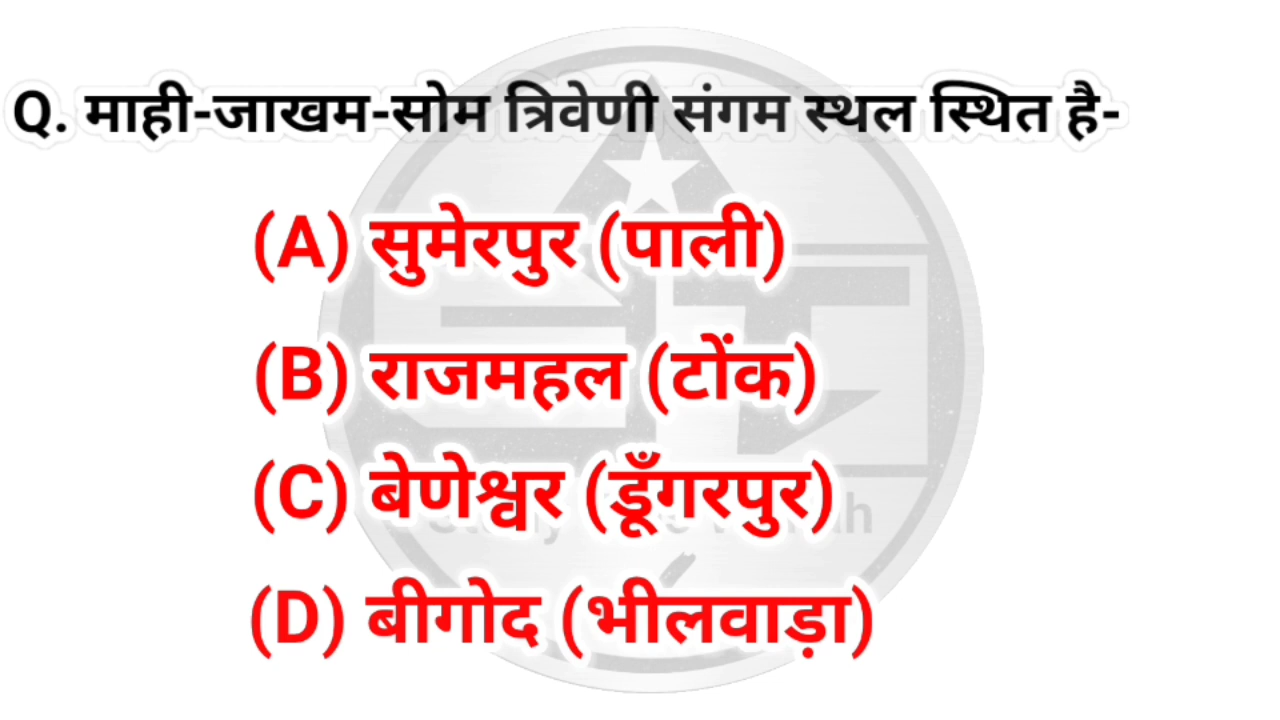 Q. माही-जाखम-सोम त्रिवेणी संगम स्थल स्थित है-
(A) सुमेरपुर (पाली)
(B) राजमहल (टोंक)
(C) बेणेश्वर (डूँगरपुर)
(D) बीगोद (भीलवाड़ा)